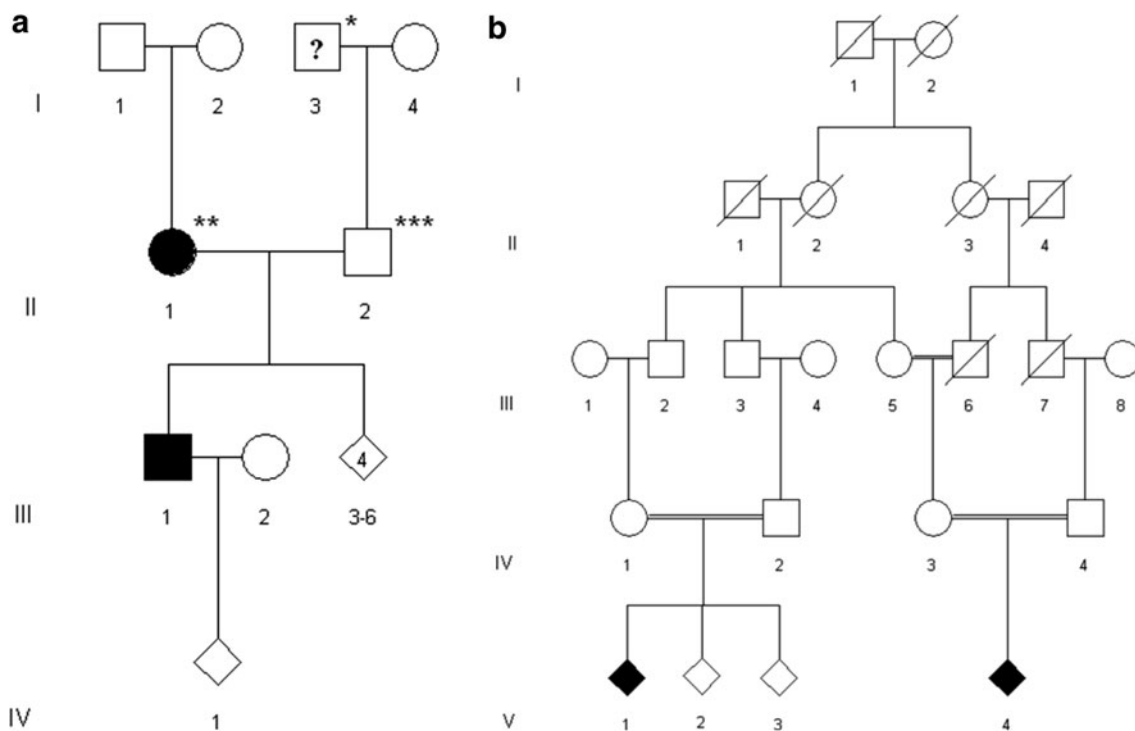 a
? *
I 1 2 3 4
** ***
II 1 2
4
III 1 2 3-6
IV 1
b
I 1 2
II 1 2 3 4
III 1 2 3 4 5 6 7 8
IV 1 2 3 4
V 1 2 3 4